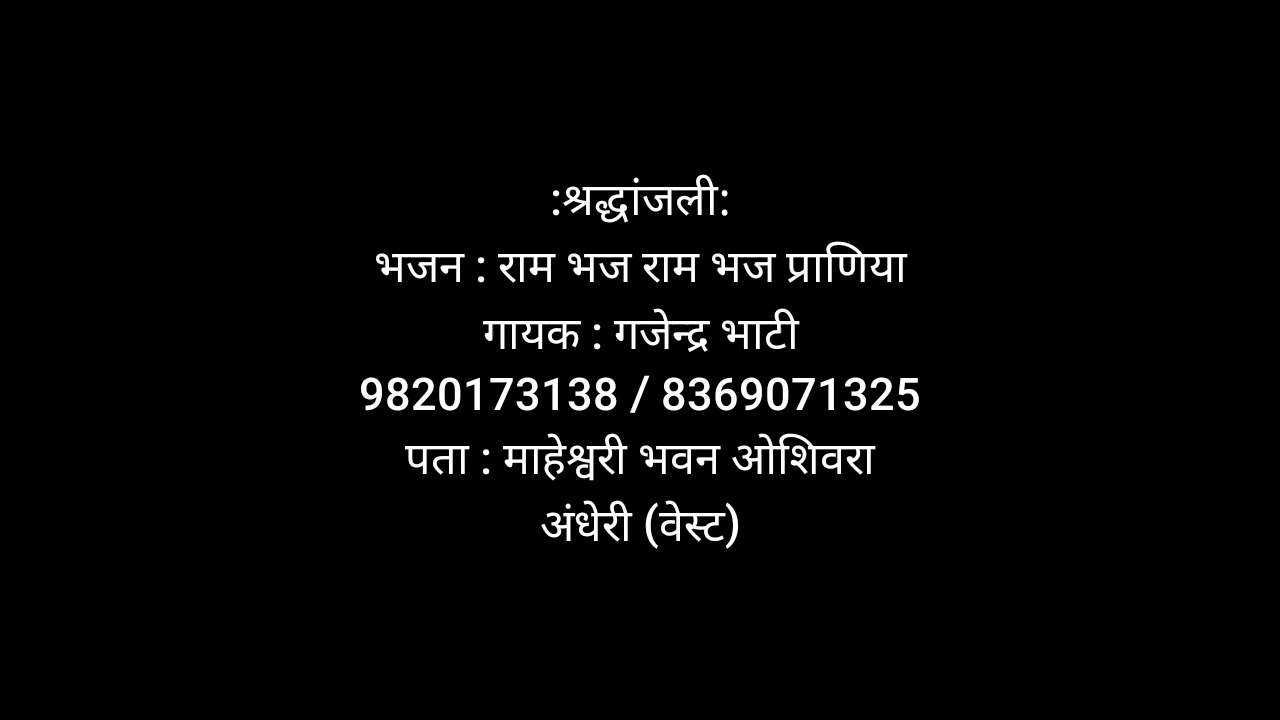 :श्रद्धांजली:
भजन : राम भज राम भज प्राणिया
गायक : गजेन्द्र भाटी
9820173138 / 8369071325
पता : माहेश्वरी भवन ओशिवरा
अंधेरी (वेस्ट)